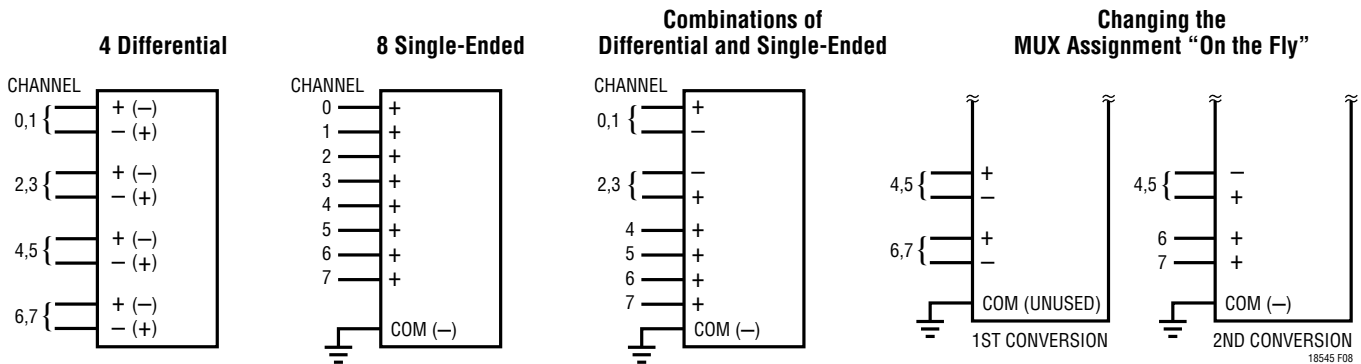 4 Differential
CHANNEL
0,1 { + (–)
– (+)
2,3 { + (–)
– (+)
4,5 { + (–)
– (+)
6,7 { + (–)
– (+)
8 Single-Ended
CHANNEL
0 +
1 +
2 +
3 +
4 +
5 +
6 +
7 +
COM (–)
Combinations of
Differential and Single-Ended
CHANNEL
0,1 { +
–
2,3 { –
+
4 +
5 +
6 +
7 +
COM (–)
Changing the
MUX Assignment “On the Fly”
4,5 { +
–
6,7 { +
–
COM (UNUSED)
1ST CONVERSION
4,5 { –
+
6 +
7 +
COM (–)
2ND CONVERSION
18545 F08